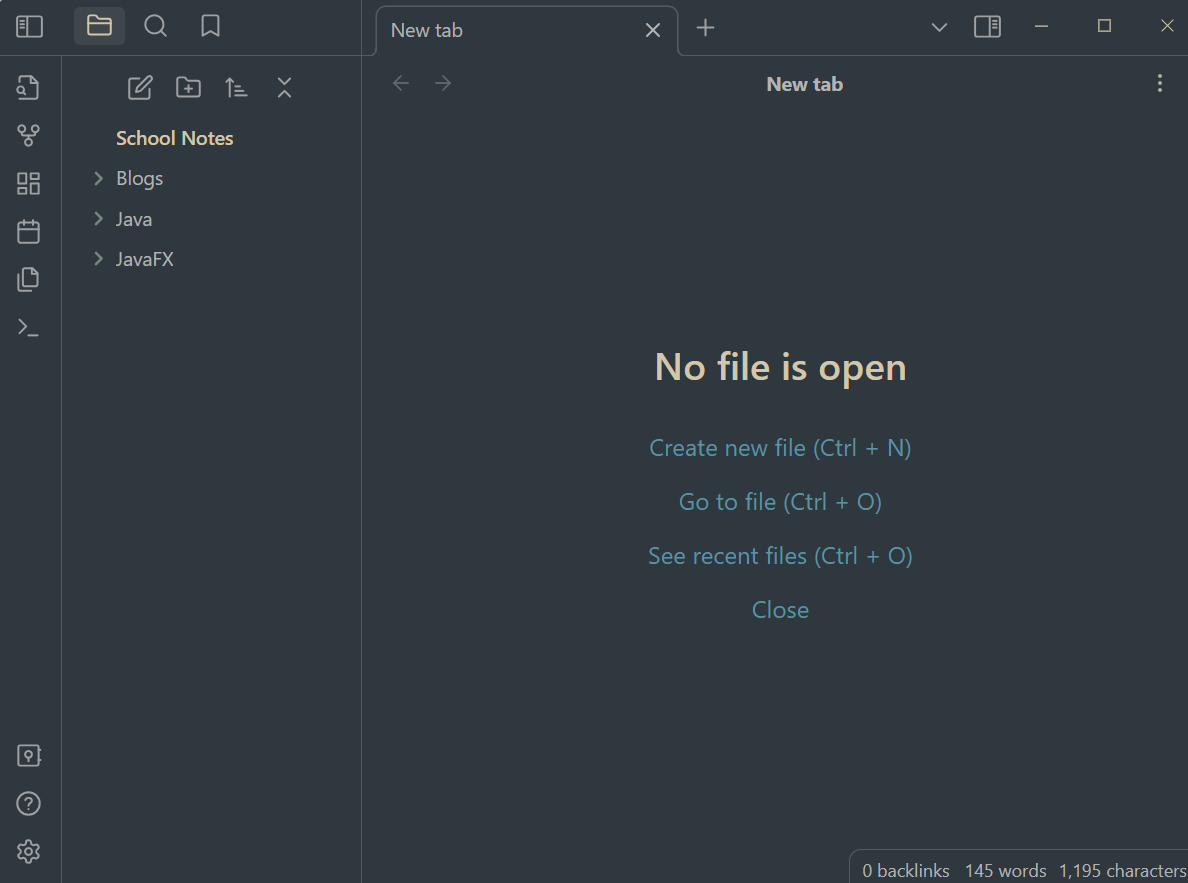 New tab
New tab
School Notes
Blogs
Java
JavaFX
No file is open
Create new file (Ctrl + N)
Go to file (Ctrl + O)
See recent files (Ctrl + O)
Close
0 backlinks 145 words 1,195 characters